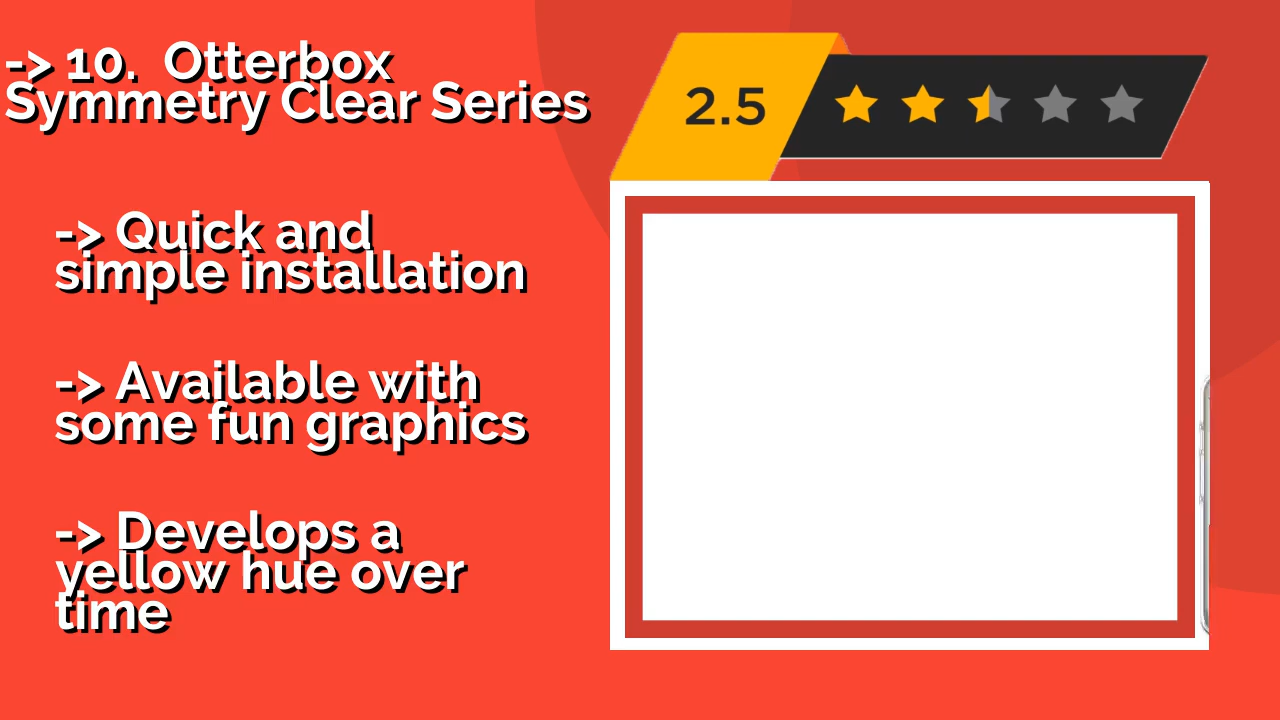 -> 10.  Otterbox
Symmetry Clear Series
2.5
-> Quick and
simple installation
-> Available with
some fun graphics
-> Develops a
yellow hue over
time